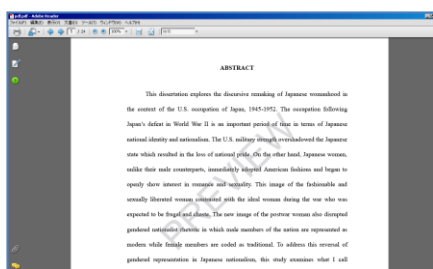 pdf.pdf - Adobe Reader
/ 24
100%
ABSTRACT
This dissertation explores the discursive remaking of Japanese womanhood in
the context of the U.S. occupation of Japan, 1945-1952. The occupation following
Japan's defeat in World War II is an important period of time in terms of Japanese
national identity and nationalism. The U.S. military strength overshadowed the Japanese
state which resulted in the loss of national pride. On the other hand, Japanese women,
unlike their male counterparts, immediately adopted American fashions and began to
openly show interest in romance and sexuality. This image of the fashionable and
sexually liberated woman contrasted with the ideal woman during the war who was
expected to be frugal and chaste. The new image of the postwar woman also disrupted
gendered nationalist rhetoric in which male members of the nation are represented as
modern while female members are coded as traditional. To address this reversal of
gendered representation in Japanese nationalism, this study examines what I call
PREVIEW